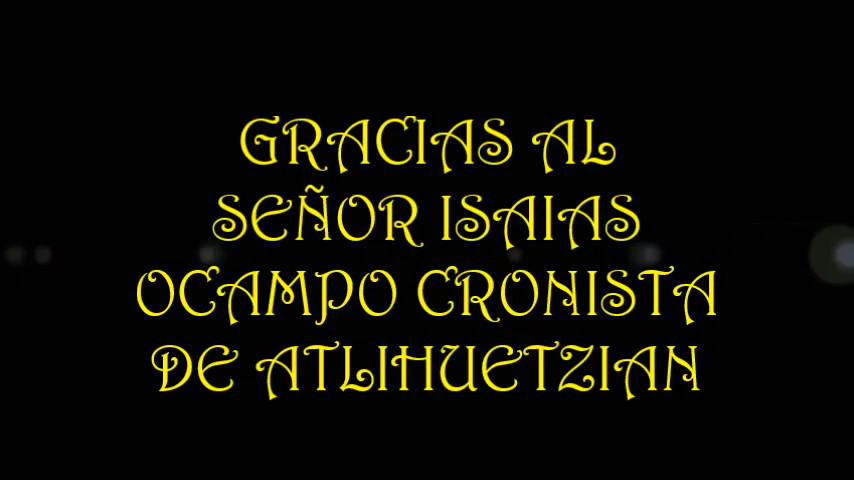 GRACIAS AL
SEÑOR ISAIAS
OCAMPO CRONISTA
DE ATLIHUETZIAN